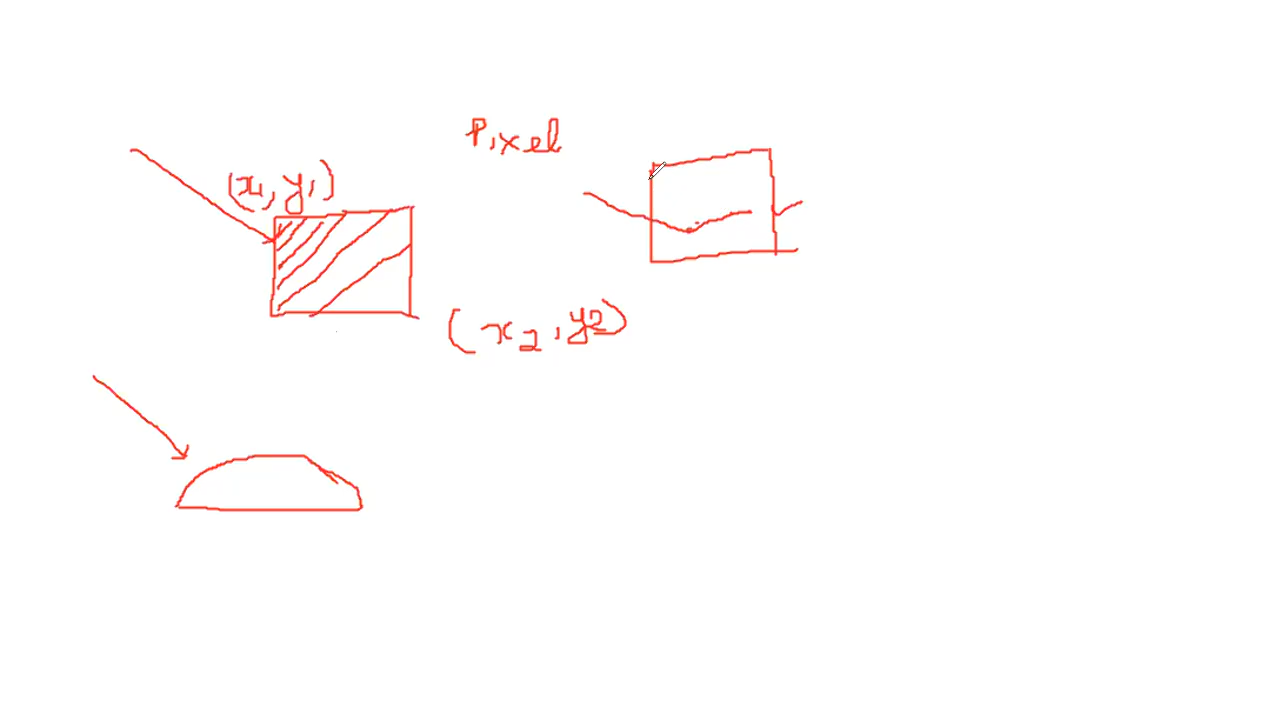 Pixel
(x1, y1)
(x2, y2)